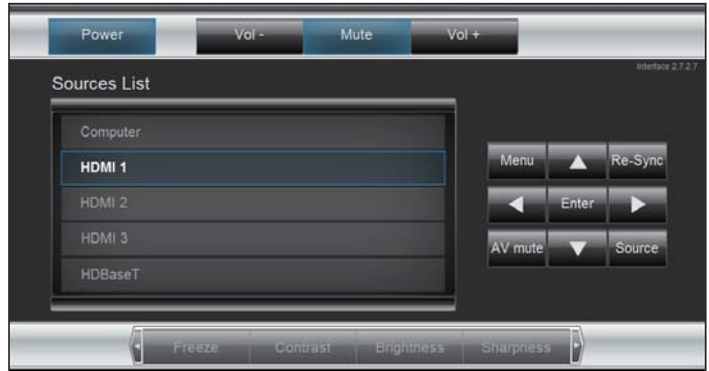 Power Vol - Mute Vol +
Interface 2.7.2.7
Sources List
Computer
HDMI 1
HDMI 2
HDMI 3
HDBaseT
Menu Re-Sync
Enter
AV mute Source
Freeze Contrast Brightness Sharpness